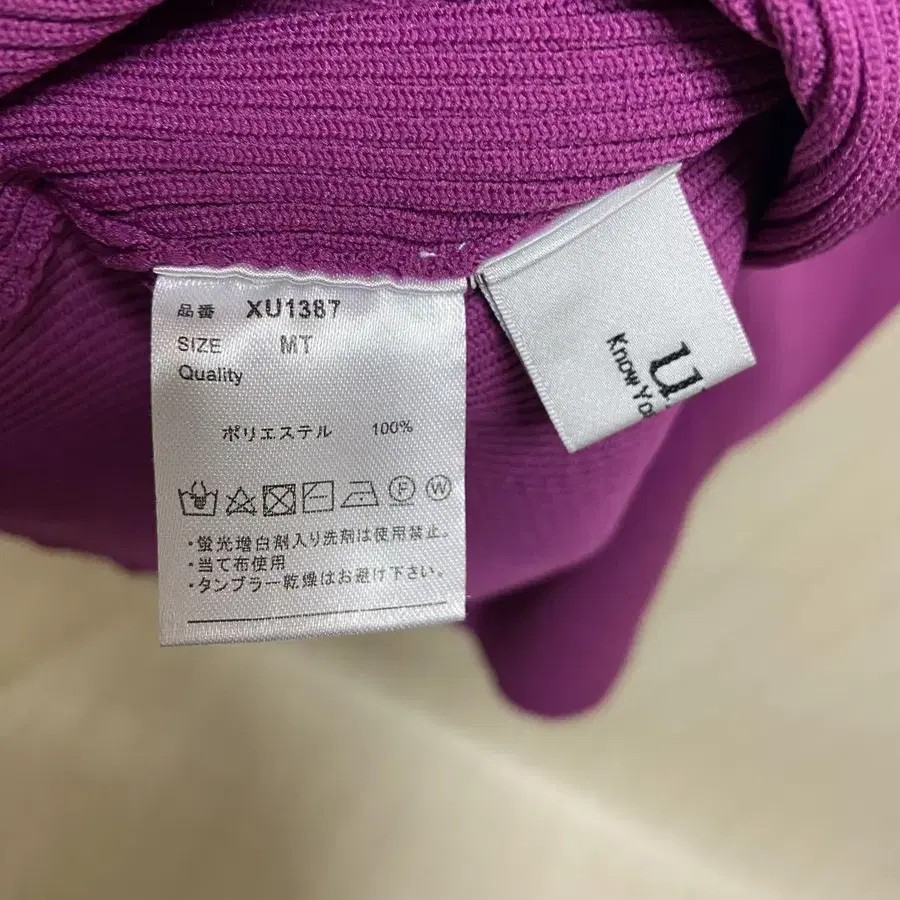 品番 XU1387
SIZE MT
Quality
ポリエステル 100%
F W
・蛍光増白剤入り洗剤は使用禁止。
・当て布使用
・タンブラー乾燥はお避け下さい。
u
Know